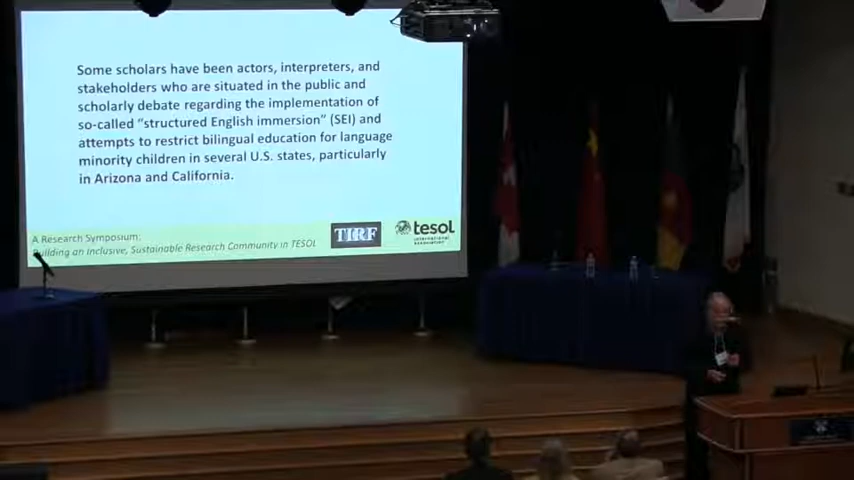 Some scholars have been actors, interpreters, and
stakeholders who are situated in the public and
scholarly debate regarding the implementation of
so-called “structured English immersion” (SEI) and
attempts to restrict bilingual education for language
minority children in several U.S. states, particularly
in Arizona and California.
A Research Symposium:
Building an Inclusive, Sustainable Research Community in TESOL
TIRF
tesol